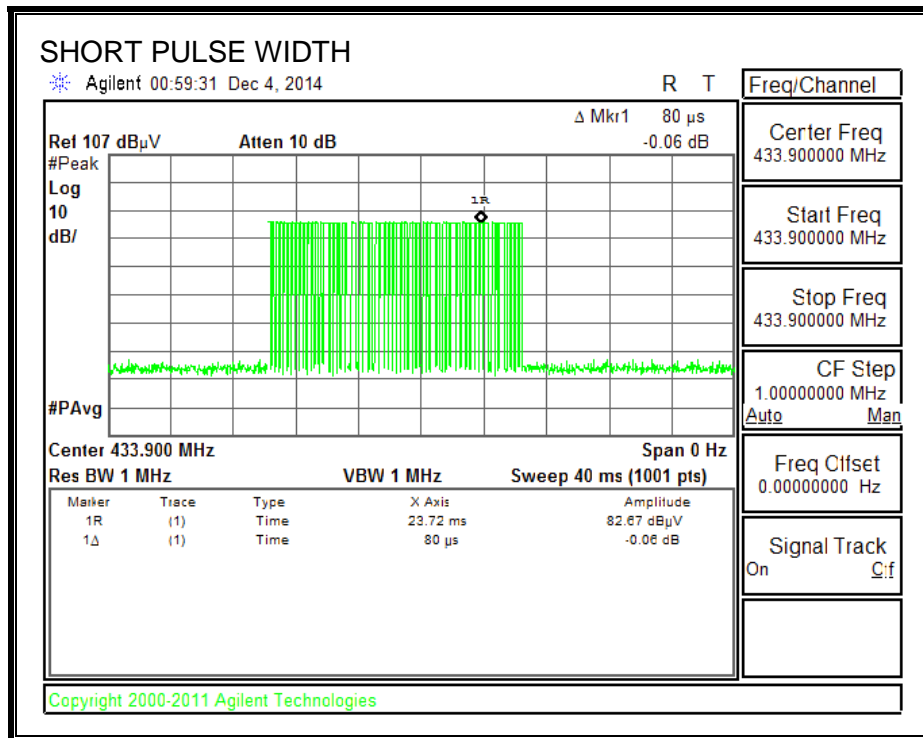 SHORT PULSE WIDTH
Agilent 00:59:31 Dec 4, 2014 R T
Δ Mkr1 80 µs
Ref 107 dBµV Atten 10 dB -0.06 dB
#Peak
Log
10
dB/
1R
#PAvg
Center 433.900 MHz Span 0 Hz
Res BW 1 MHz VBW 1 MHz Sweep 40 ms (1001 pts)
Marker Trace Type X Axis Amplitude
1R (1) Time 23.72 ms 82.67 dBµV
1Δ (1) Time 80 µs -0.06 dB
Freq/Channel
Center Freq
433.900000 MHz
Start Freq
433.900000 MHz
Stop Freq
433.900000 MHz
CF Step
1.00000000 MHz
Auto Man
Freq Offset
0.00000000 Hz
Signal Track
On Off
Copyright 2000-2011 Agilent Technologies